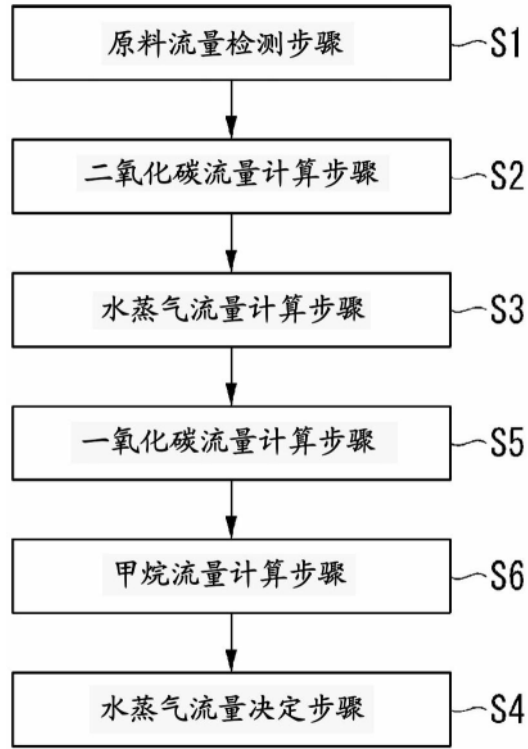 原料流量检测步骤 S1
二氧化碳流量计算步骤 S2
水蒸气流量计算步骤 S3
一氧化碳流量计算步骤 S5
甲烷流量计算步骤 S6
水蒸气流量决定步骤 S4